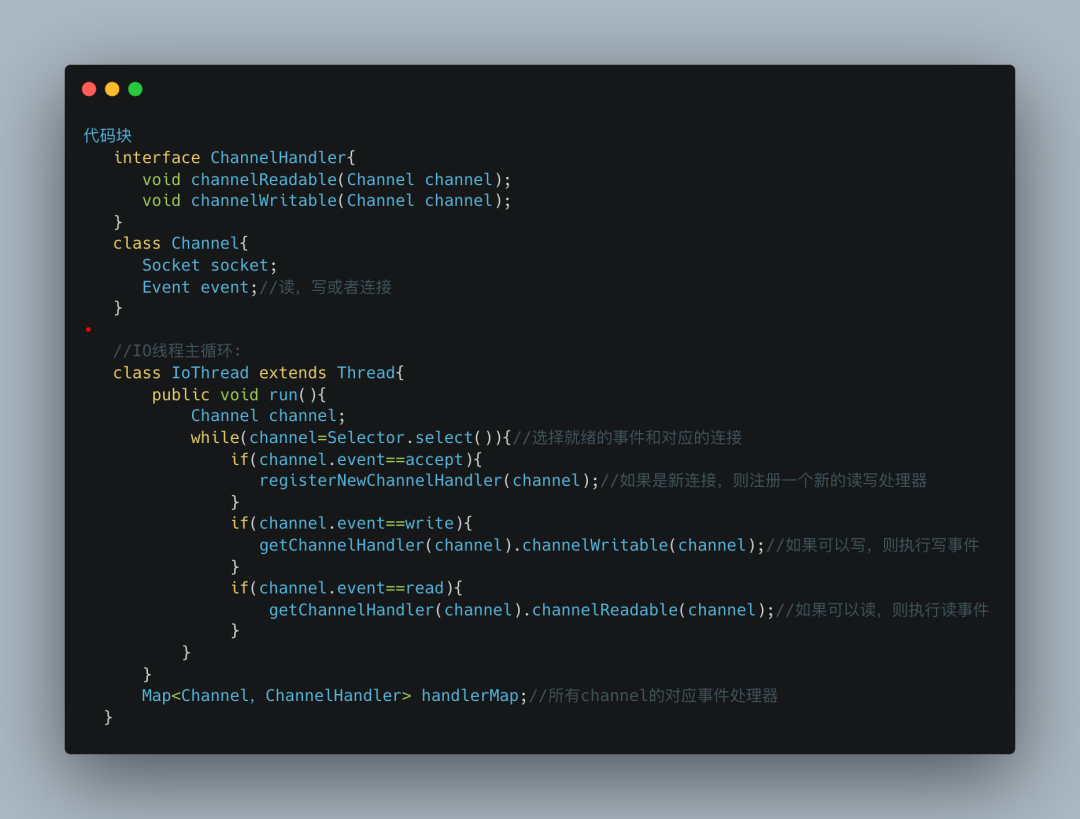 代码块
interface ChannelHandler{
void channelReadable(Channel channel);
void channelWritable(Channel channel);
}
class Channel{
Socket socket;
Event event;//读，写或者连接
}
//IO线程主循环:
class IoThread extends Thread{
public void run(){
Channel channel;
while(channel=Selector.select()){//选择就绪的事件和对应的连接
if(channel.event==accept){
registerNewChannelHandler(channel);//如果是新连接，则注册一个新的读写处理器
}
if(channel.event==write){
getChannelHandler(channel).channelWritable(channel);//如果可以写，则执行写事件
}
if(channel.event==read){
getChannelHandler(channel).channelReadable(channel);//如果可以读，则执行读事件
}
}
}
Map<Channel，ChannelHandler> handlerMap;//所有channel的对应事件处理器
}